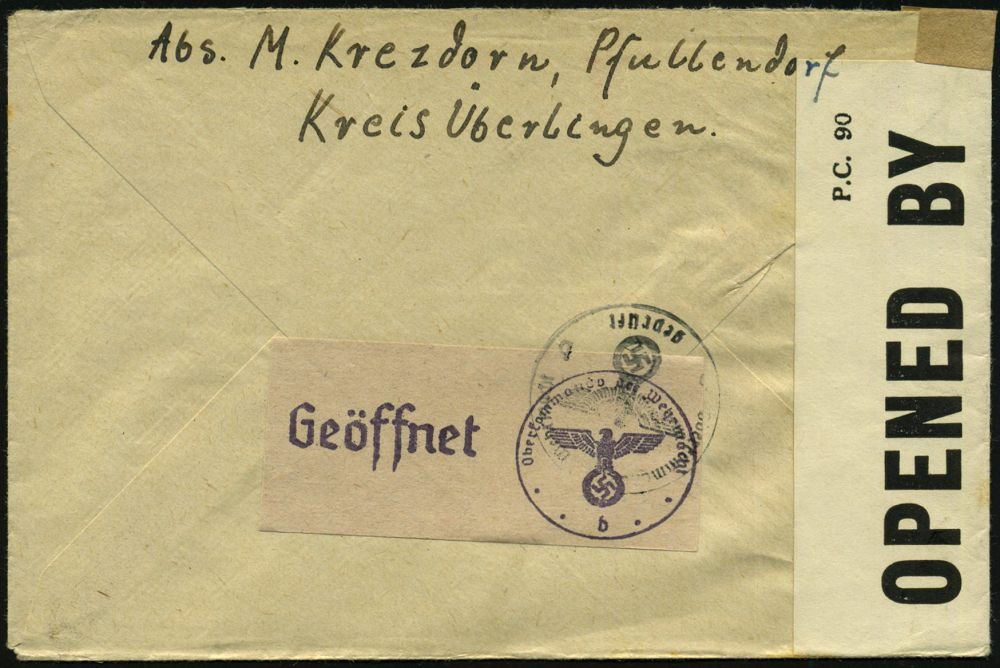 Abs. M. Krezdorn, Pfullendorf
Kreis Überlingen.
P.C. 90
OPENED BY
Geöffnet
geprüft
b
Oberkommando der Wehrmacht
b